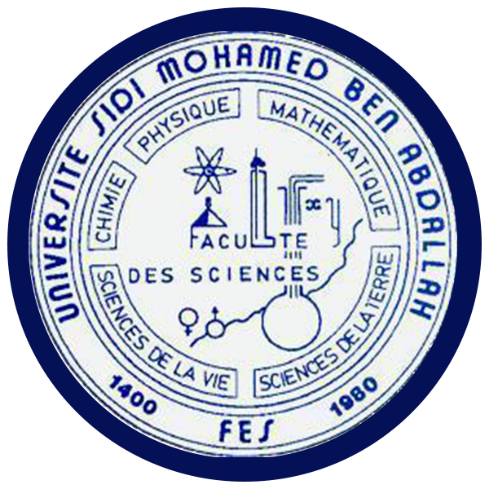 UNIVERSITE SIDI MOHAMED BEN ABDALLAH
CHIMIE
PHYSIQUE
MATHEMATIQUE
FACULTE
DES SCIENCES
SCIENCES DE LA VIE
SCIENCES DE LA TERRE
1400
FES
1980